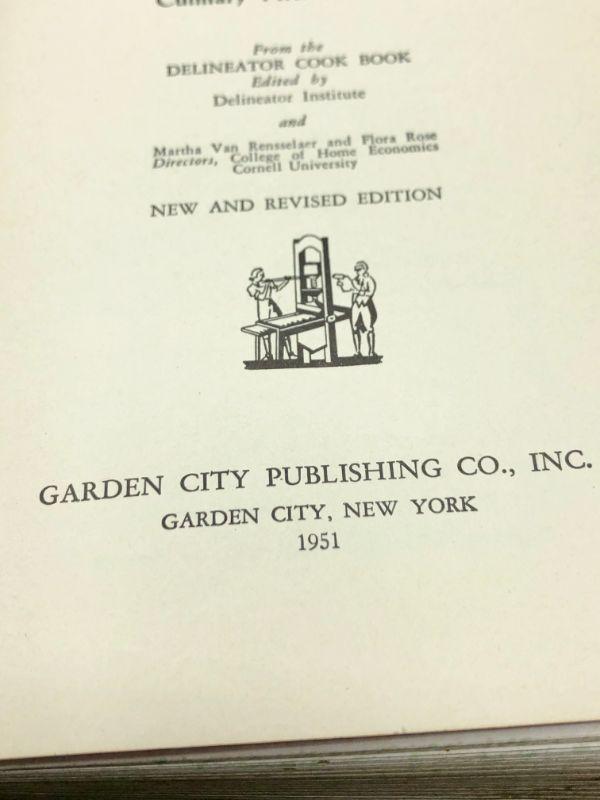 Culinary
From the
DELINEATOR COOK BOOK
Edited by
Delineator Institute
and
Martha Van Rensselaer and Flora Rose
Directors, College of Home Economics
Cornell University
NEW AND REVISED EDITION
GARDEN CITY PUBLISHING CO., INC.
GARDEN CITY, NEW YORK
1951